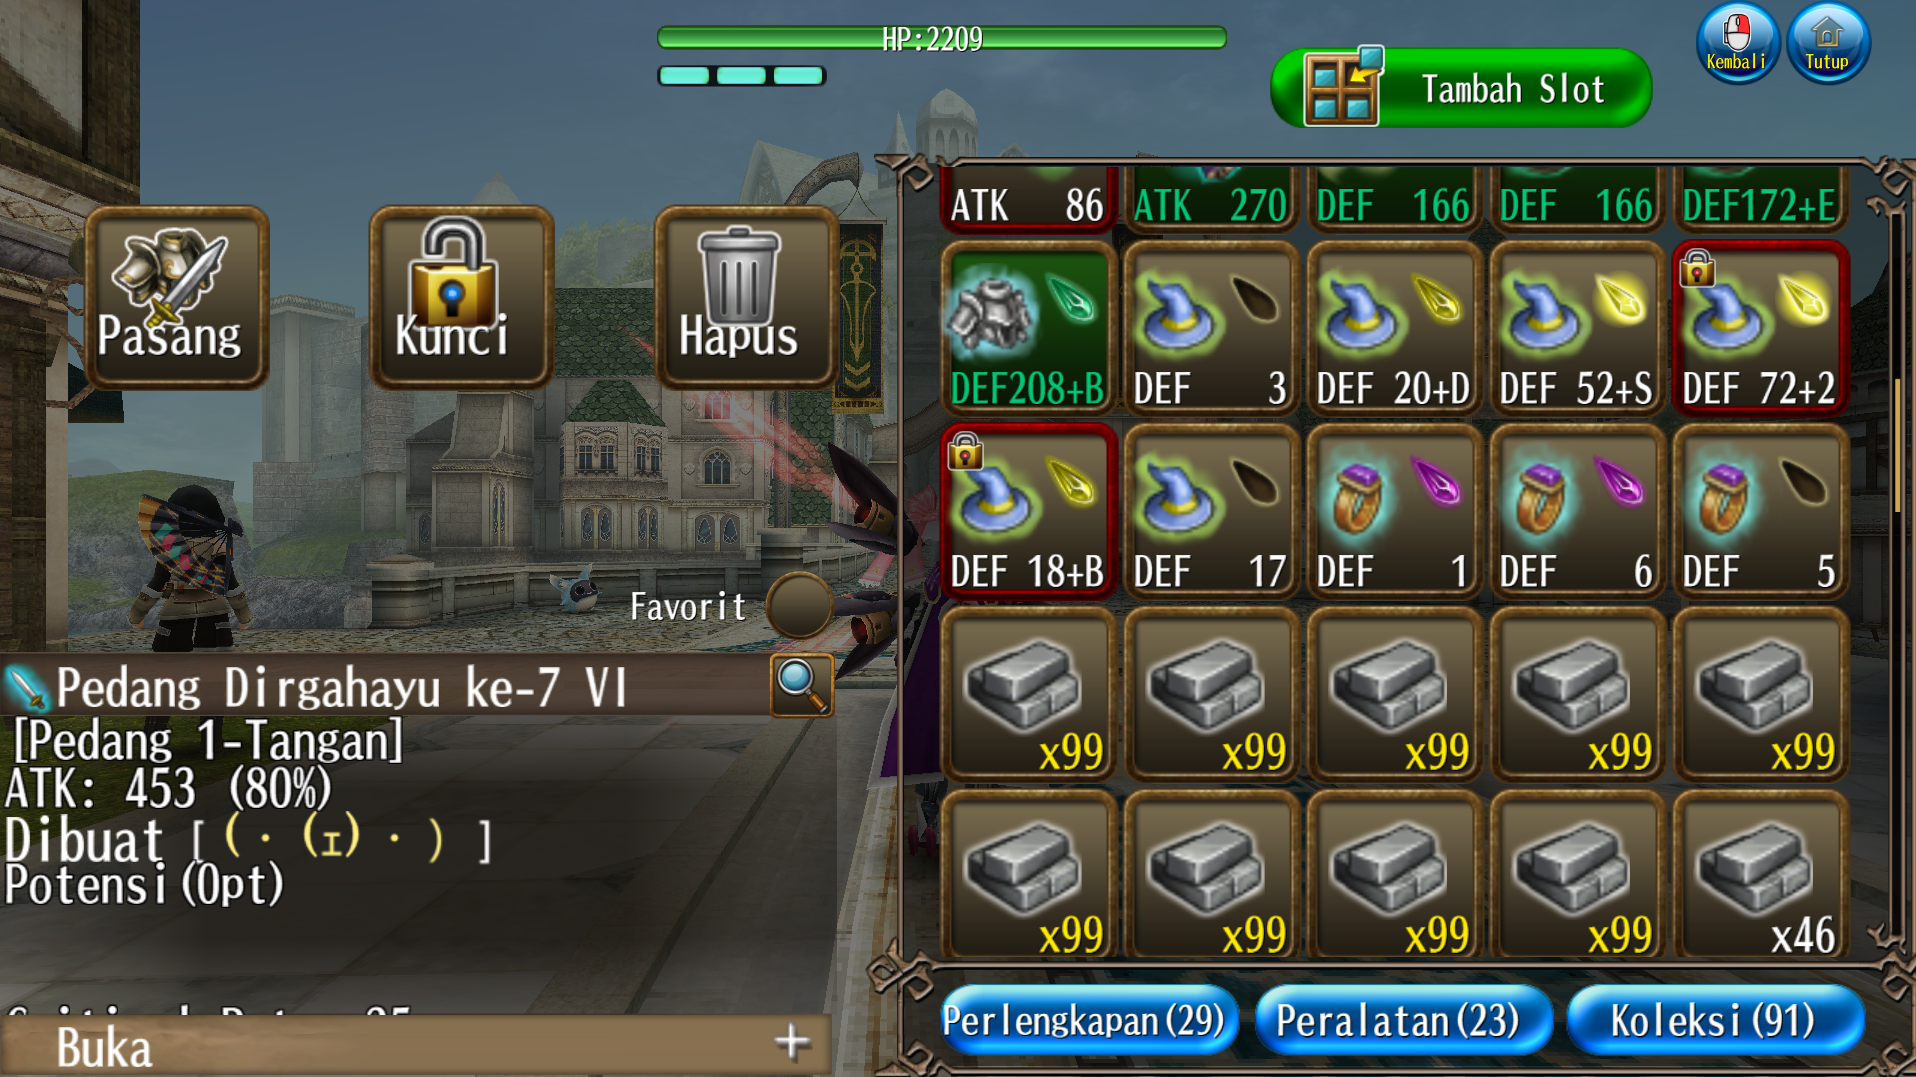 HP:2209
Kembali
Tutup
Tambah Slot
Pasang
Kunci
Hapus
ATK 86
ATK 270
DEF 166
DEF 166
DEF172+E
DEF208+B
DEF 3
DEF 20+D
DEF 52+S
DEF 72+2
DEF 18+B
DEF 17
DEF 1
DEF 6
DEF 5
Favorit
x99
x99
x99
x99
x99
x99
x99
x99
x99
x46
Pedang Dirgahayu ke-7 VI
[Pedang 1-Tangan]
ATK: 453 (80%)
Dibuat [ ( · (ɪ) · ) ]
Potensi(0pt)
Buka
Perlengkapan(29)
Peralatan(23)
Koleksi(91)